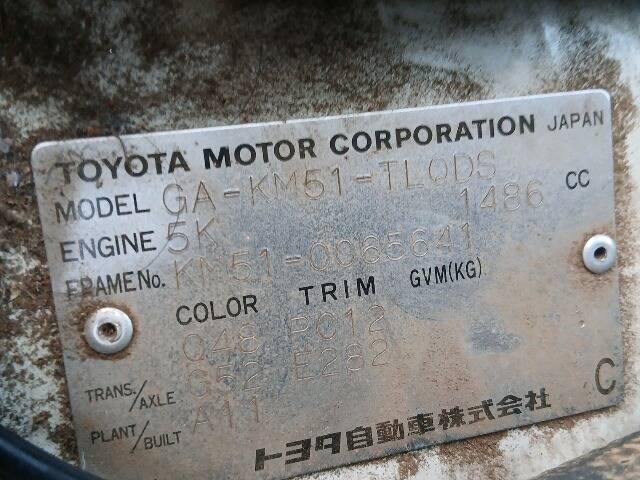 TOYOTA MOTOR CORPORATION JAPAN
MODEL GA-KM51-TLQDS
ENGINE 5K 1486 CC
FRAME No. KM51-0065641
COLOR TRIM GVM(KG)
048 PC12
TRANS./AXLE G52 E282
PLANT/BUILT A11
C
トヨタ自動車株式会社